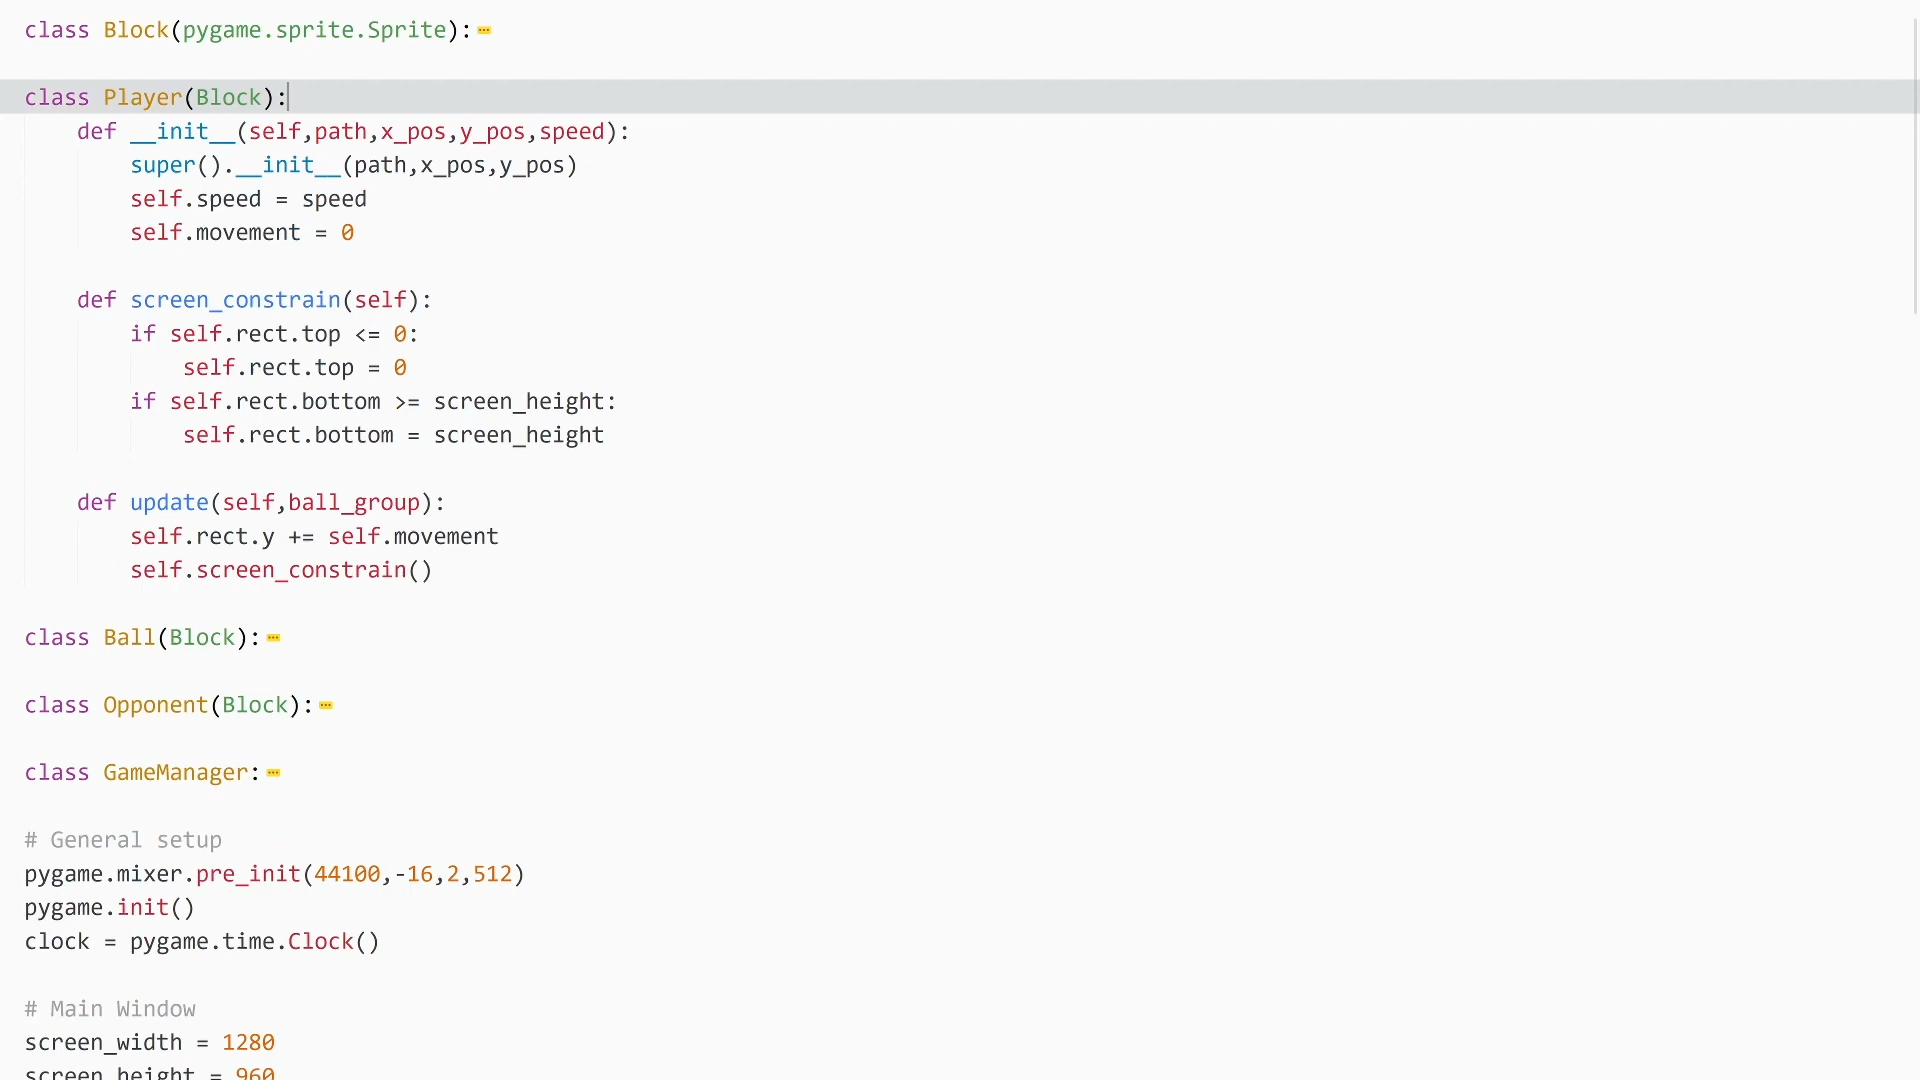 class Block(pygame.sprite.Sprite):
class Player(Block):
    def __init__(self,path,x_pos,y_pos,speed):
        super().__init__(path,x_pos,y_pos)
        self.speed = speed
        self.movement = 0
    def screen_constrain(self):
        if self.rect.top <= 0:
            self.rect.top = 0
        if self.rect.bottom >= screen_height:
            self.rect.bottom = screen_height
    def update(self,ball_group):
        self.rect.y += self.movement
        self.screen_constrain()
class Ball(Block):
class Opponent(Block):
class GameManager:
# General setup
pygame.mixer.pre_init(44100,-16,2,512)
pygame.init()
clock = pygame.time.Clock()
# Main Window
screen_width = 1280
screen_height = 960